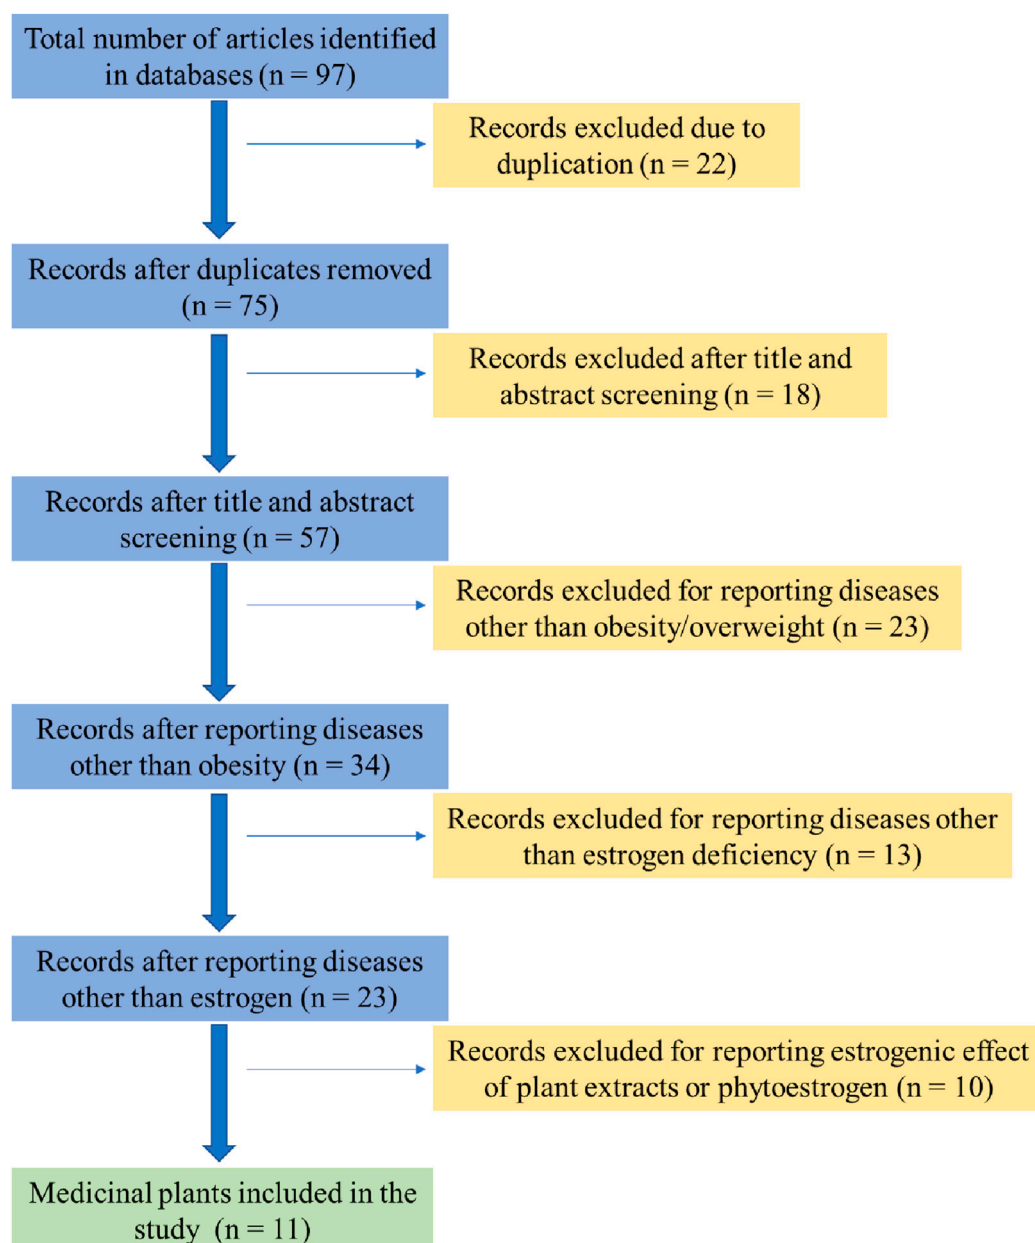 Total number of articles identified
in databases (n = 97)
Records excluded due to
duplication (n = 22)
Records after duplicates removed
(n = 75)
Records excluded after title and
abstract screening (n = 18)
Records after title and abstract
screening (n = 57)
Records excluded for reporting diseases
other than obesity/overweight (n = 23)
Records after reporting diseases
other than obesity (n = 34)
Records excluded for reporting diseases other
than estrogen deficiency (n = 13)
Records after reporting diseases
other than estrogen (n = 23)
Records excluded for reporting estrogenic effect
of plant extracts or phytoestrogen (n = 10)
Medicinal plants included in the
study (n = 11)